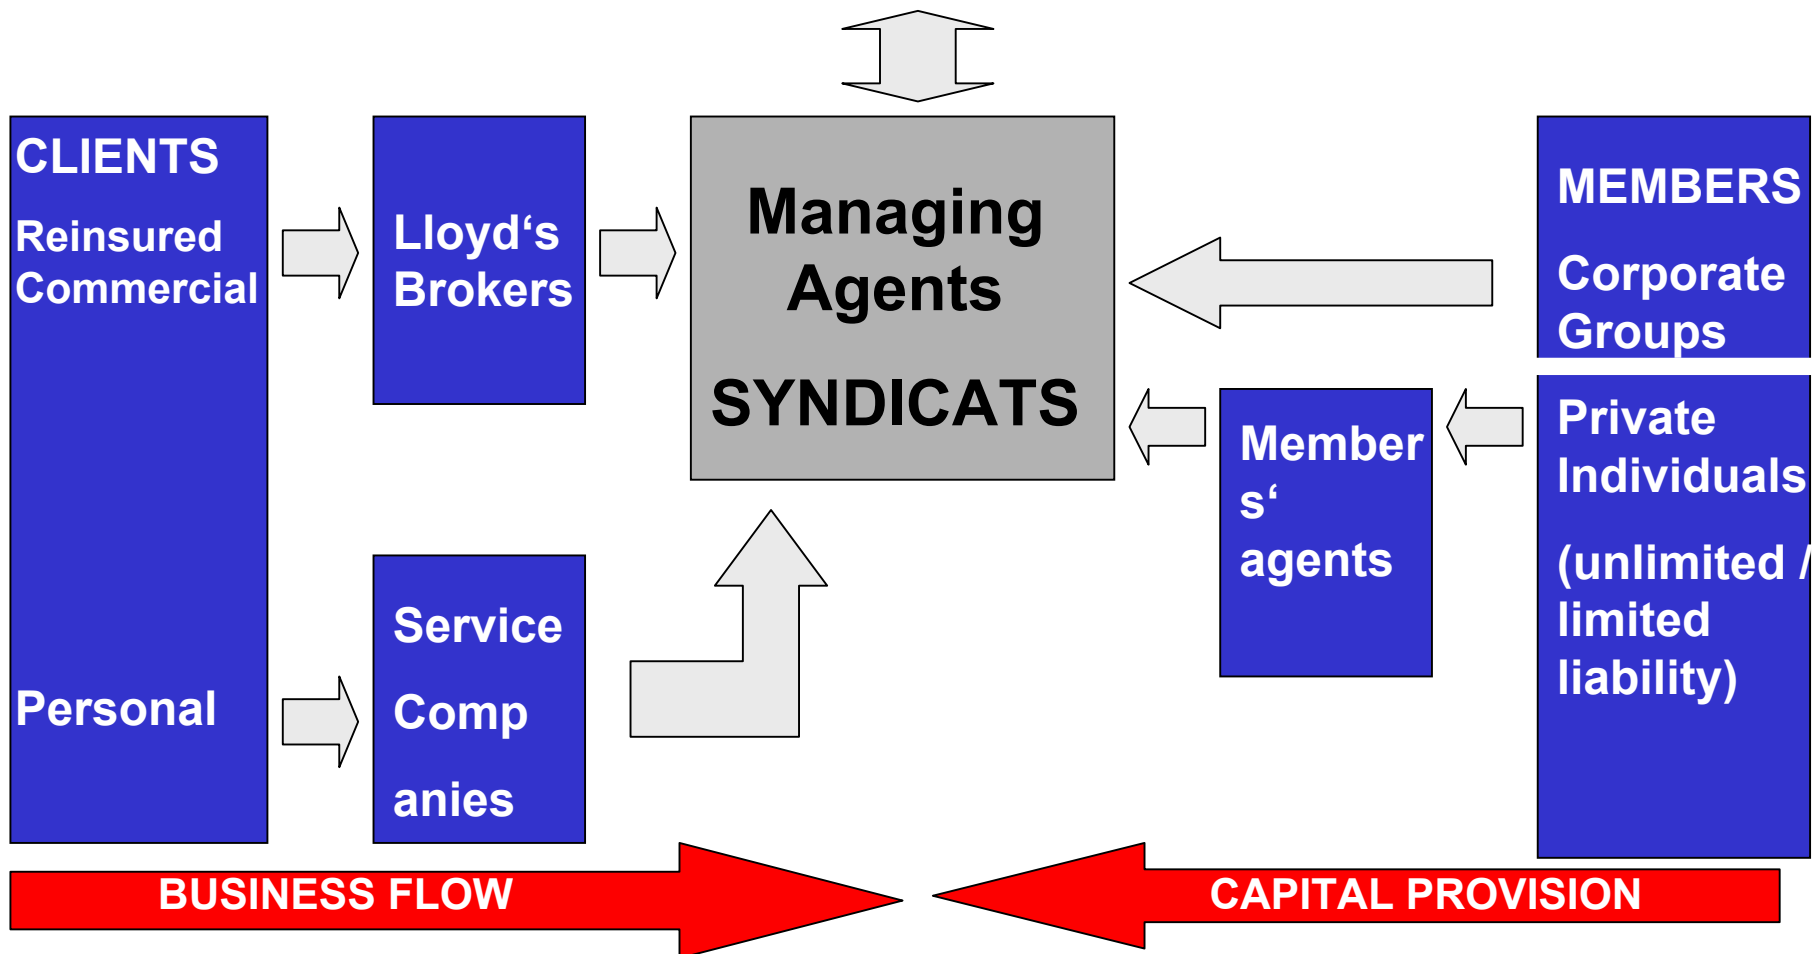 CLIENTS
Reinsured
Commercial
Personal
Lloyd‘s
Brokers
Service
Comp
anies
Managing
Agents
SYNDICATS
Member
s‘
agents
MEMBERS
Corporate
Groups
Private
Individuals
(unlimited /
limited
liability)
BUSINESS FLOW
CAPITAL PROVISION